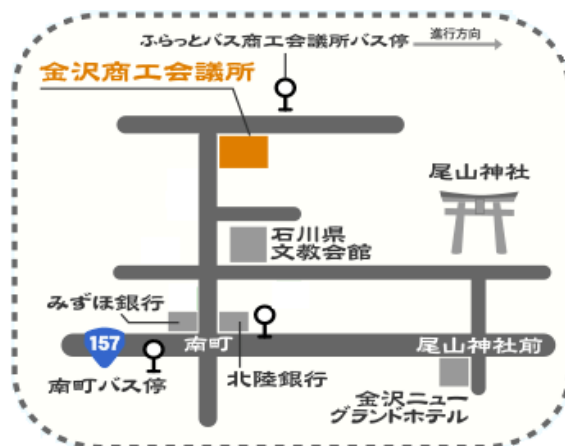 ふらっとバス商工会議所バス停
進行方向
金沢商工会議所
尾山神社
石川県
文教会館
みずほ銀行
157
南町
尾山神社前
南町バス停
北陸銀行
金沢ニュー
グランドホテル